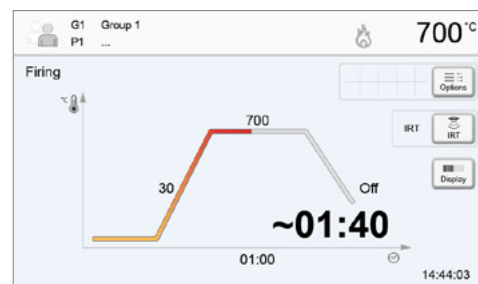 G1 Group 1
P1 ...
700°C
Firing
Options
°C
700
IRT
IRT
30
Off
Display
~01:40
01:00
14:44:03